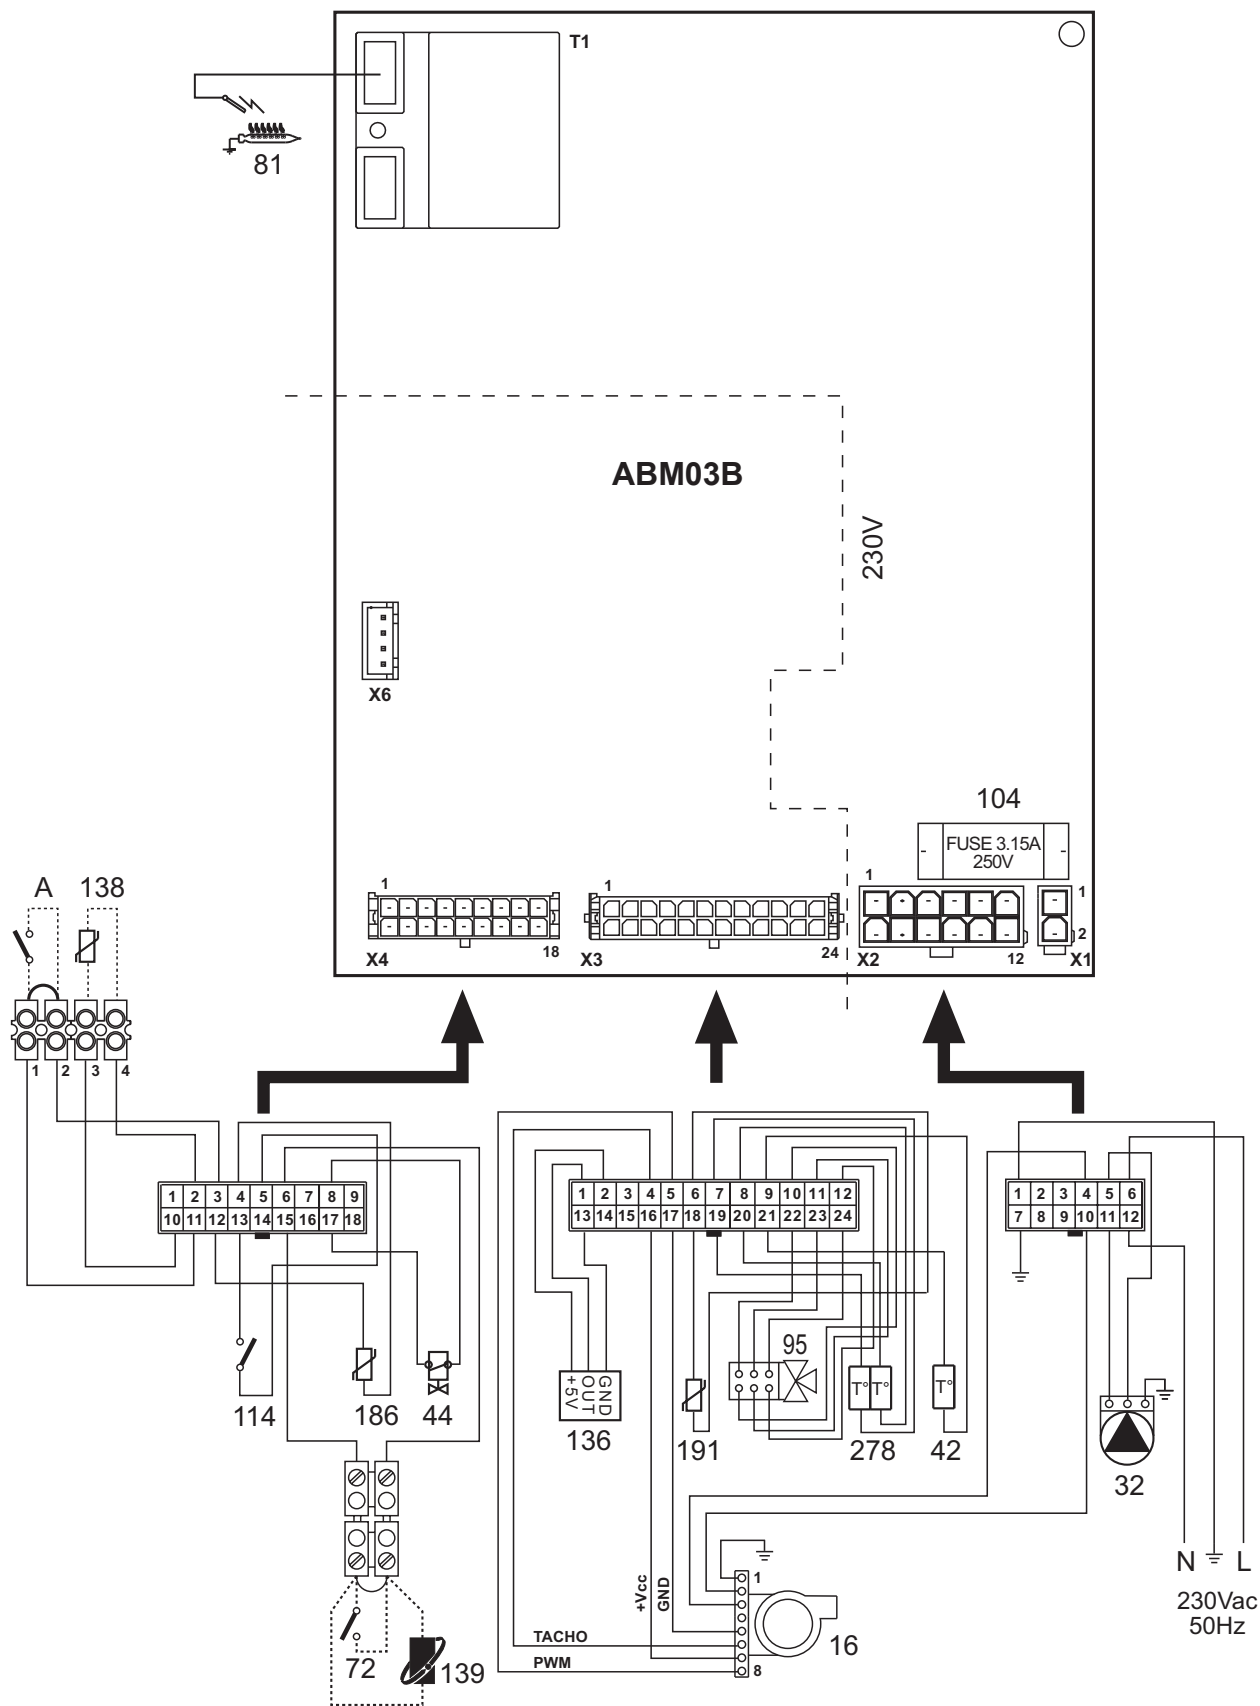 T1
81
ABM03B
230V
X6
104
FUSE 3.15A
250V
A 138
1 1 1 1
18 24 12 2
X4 X3 X2 X1
1 2 3 4
1 2 3 4 5 6 7 8 9
10 11 12 13 14 15 16 17 18
1 2 3 4 5 6 7 8 9 10 11 12
13 14 15 16 17 18 19 20 21 22 23 24
1 2 3 4 5 6
7 8 9 10 11 12
95
GND
OUT
+5V
T° T° T°
114 186 44 136 191 278 42 32
N L
230Vac
50Hz
+Vcc
GND
1
TACHO
PWM
8
16
72 139